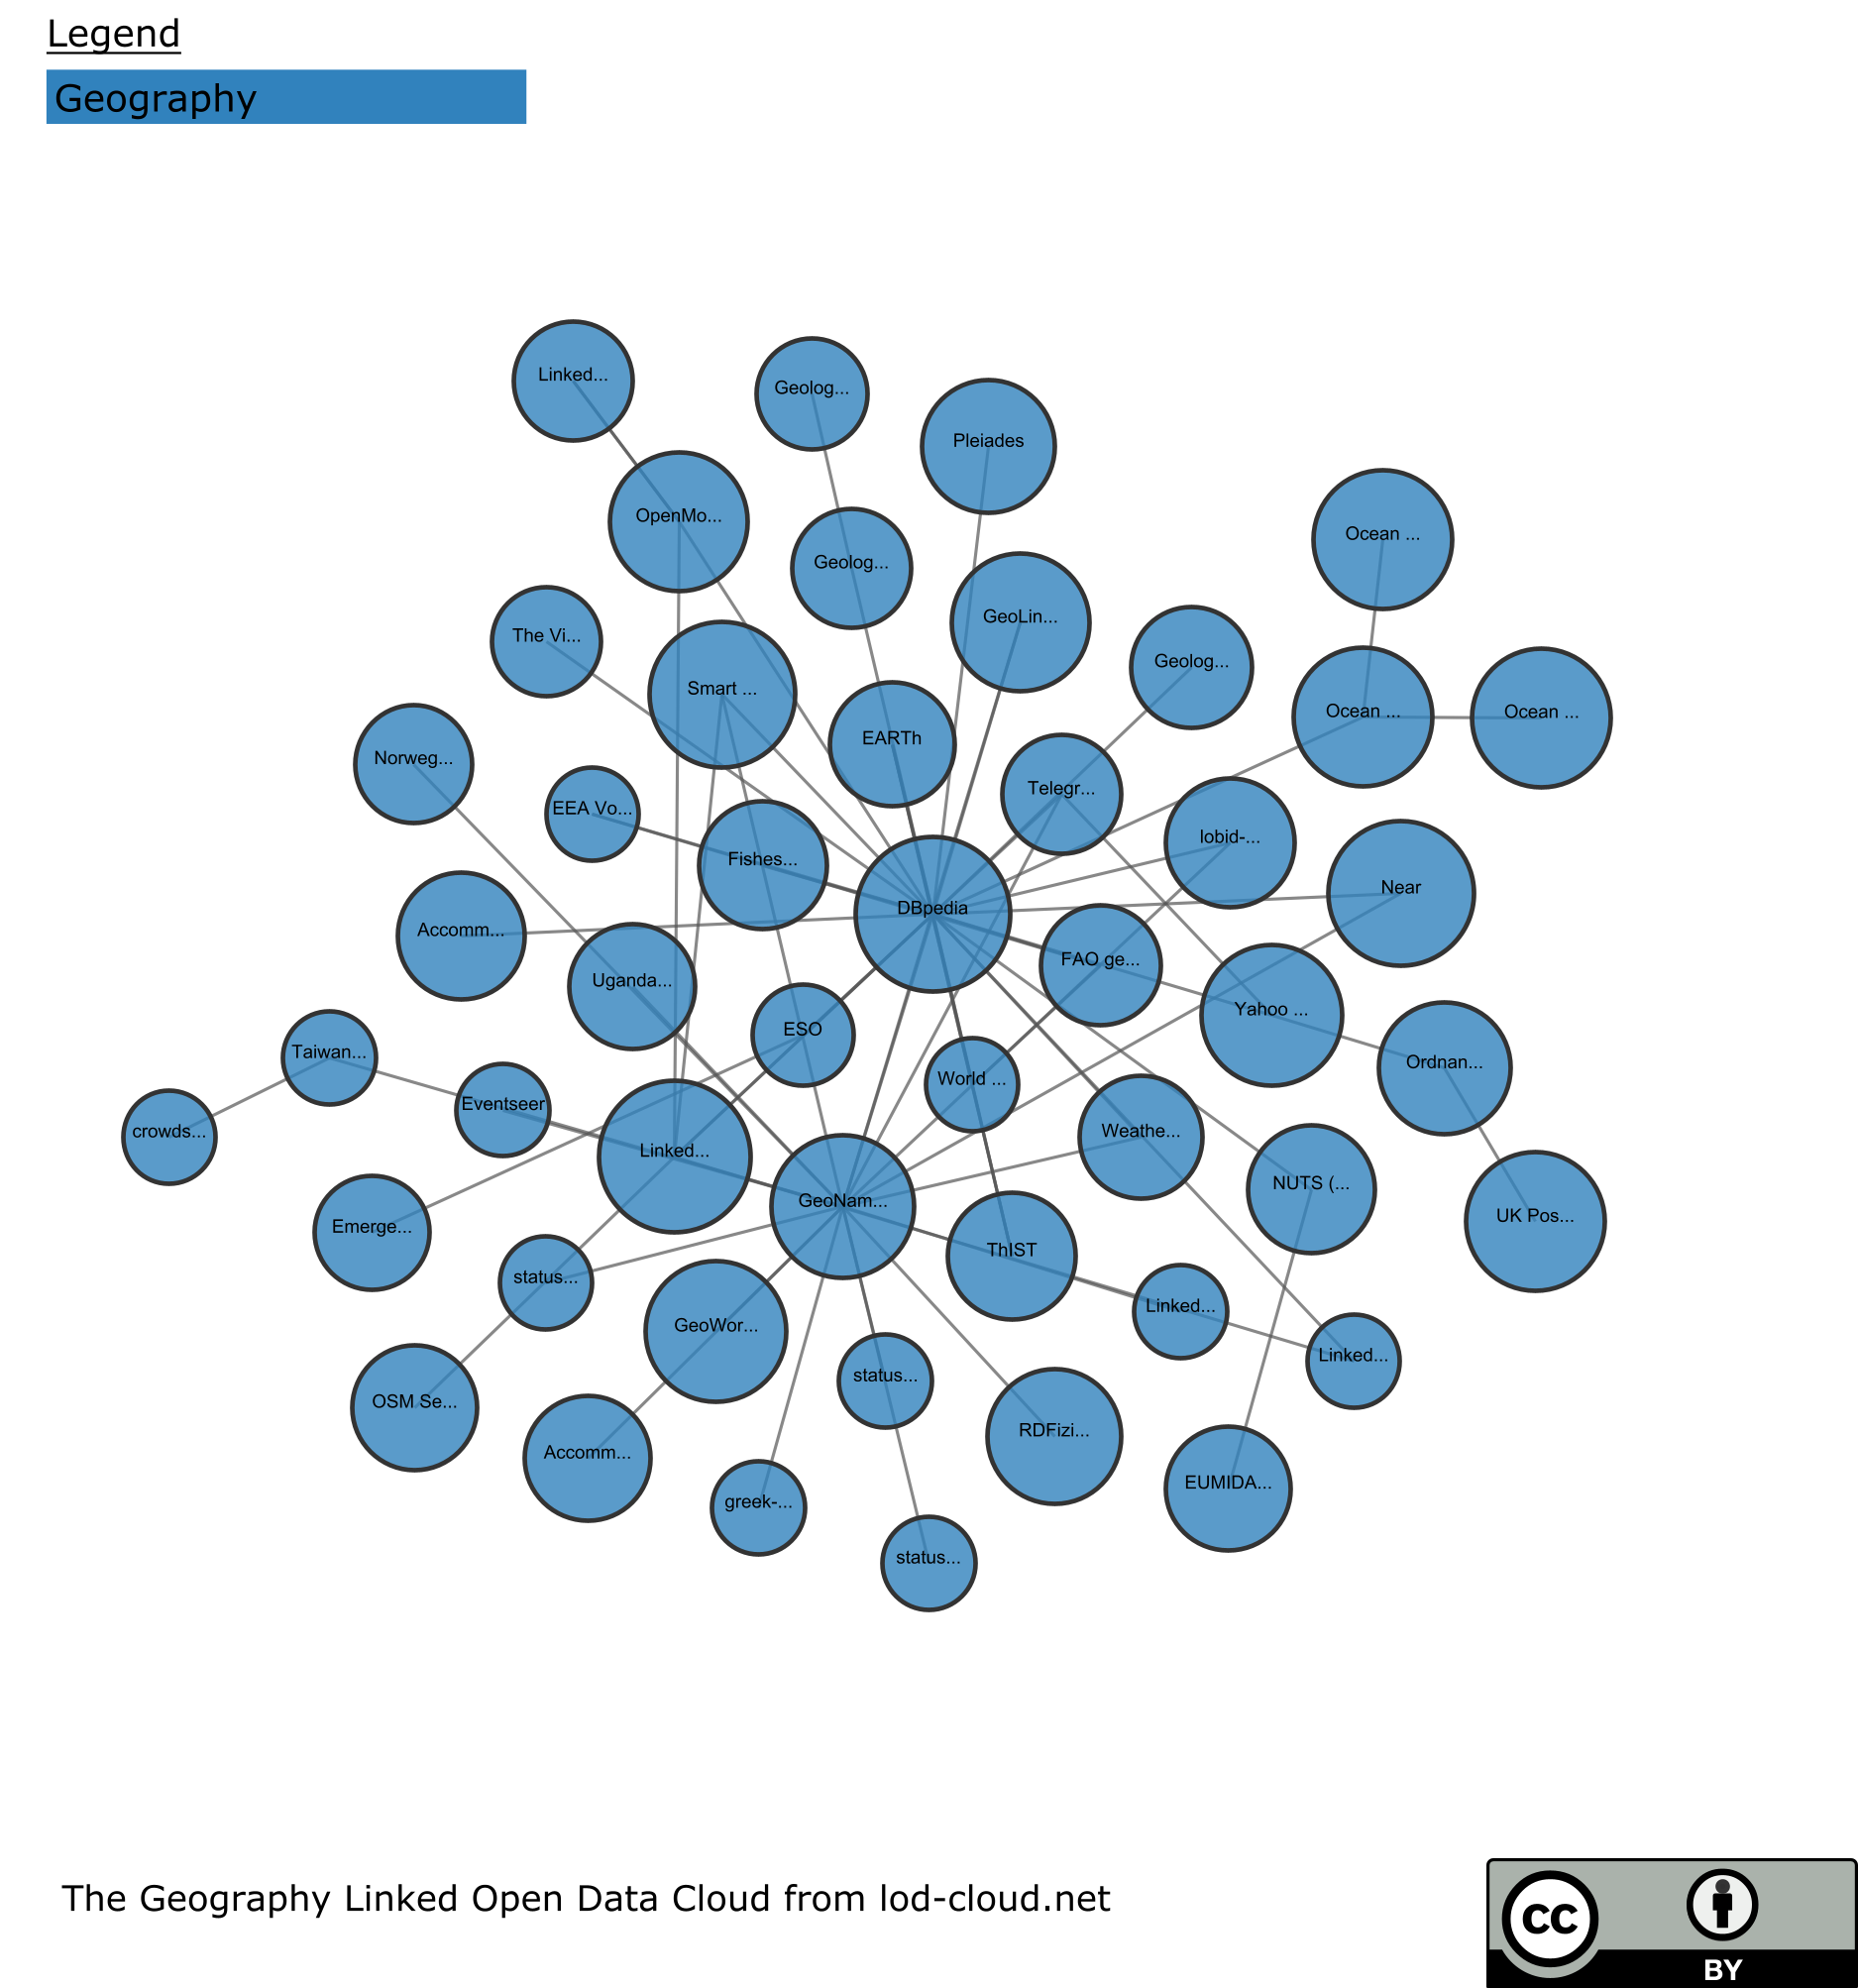 Legend
Geography
Linked...
Geolog...
Pleiades
OpenMo...
Ocean ...
Geolog...
GeoLin...
The Vi...
Geolog...
Smart ...
Ocean ...
Ocean ...
EARTh
Norweg...
Telegr...
EEA Vo...
lobid-...
Fishes...
Near
DBpedia
Accomm...
FAO ge...
Uganda...
Yahoo ...
ESO
Taiwan...
Ordnan...
World ...
Eventseer
crowds...
Weathe...
Linked...
NUTS (...
GeoNam...
UK Pos...
Emerge...
ThIST
status...
Linked...
GeoWor...
Linked...
status...
OSM Se...
RDFizi...
Accomm...
EUMIDA...
greek-...
status...
The Geography Linked Open Data Cloud from lod-cloud.net
cc
BY